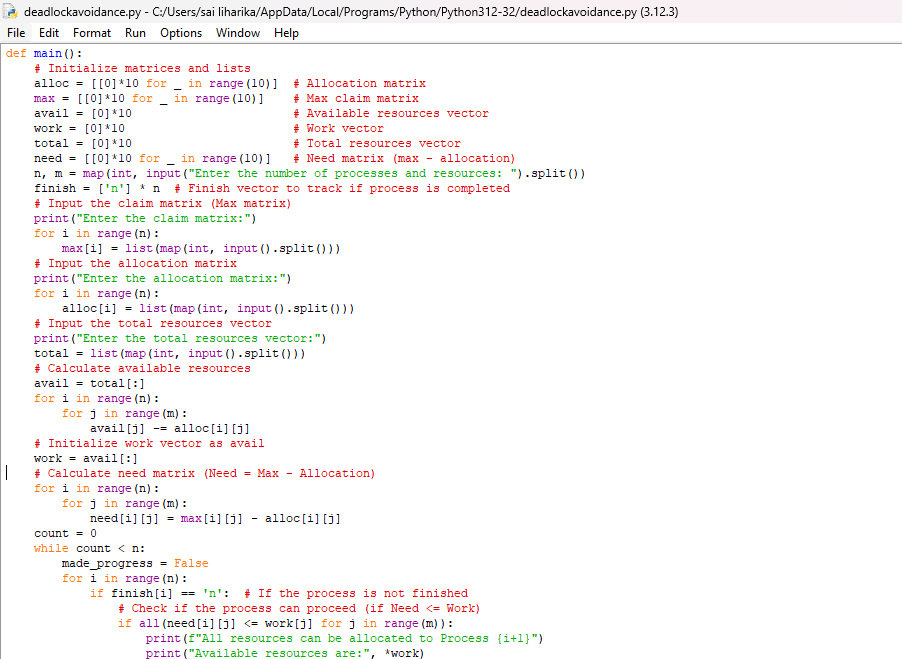 deadlockavoidance.py - C:/Users/sai liharika/AppData/Local/Programs/Python/Python312-32/deadlockavoidance.py (3.12.3)
File Edit Format Run Options Window Help
def main():
    # Initialize matrices and lists
    alloc = [[0]*10 for _ in range(10)]  # Allocation matrix
    max = [[0]*10 for _ in range(10)]    # Max claim matrix
    avail = [0]*10                       # Available resources vector
    work = [0]*10                        # Work vector
    total = [0]*10                       # Total resources vector
    need = [[0]*10 for _ in range(10)]   # Need matrix (max - allocation)
    n, m = map(int, input("Enter the number of processes and resources: ").split())
    finish = ['n'] * n  # Finish vector to track if process is completed
    # Input the claim matrix (Max matrix)
    print("Enter the claim matrix:")
    for i in range(n):
        max[i] = list(map(int, input().split()))
    # Input the allocation matrix
    print("Enter the allocation matrix:")
    for i in range(n):
        alloc[i] = list(map(int, input().split()))
    # Input the total resources vector
    print("Enter the total resources vector:")
    total = list(map(int, input().split()))
    # Calculate available resources
    avail = total[:]
    for i in range(n):
        for j in range(m):
            avail[j] -= alloc[i][j]
    # Initialize work vector as avail
    work = avail[:]
    # Calculate need matrix (Need = Max - Allocation)
    for i in range(n):
        for j in range(m):
            need[i][j] = max[i][j] - alloc[i][j]
    count = 0
    while count < n:
        made_progress = False
        for i in range(n):
            if finish[i] == 'n':  # If the process is not finished
                # Check if the process can proceed (if Need <= Work)
                if all(need[i][j] <= work[j] for j in range(m)):
                    print(f"All resources can be allocated to Process {i+1}")
                    print("Available resources are:", *work)